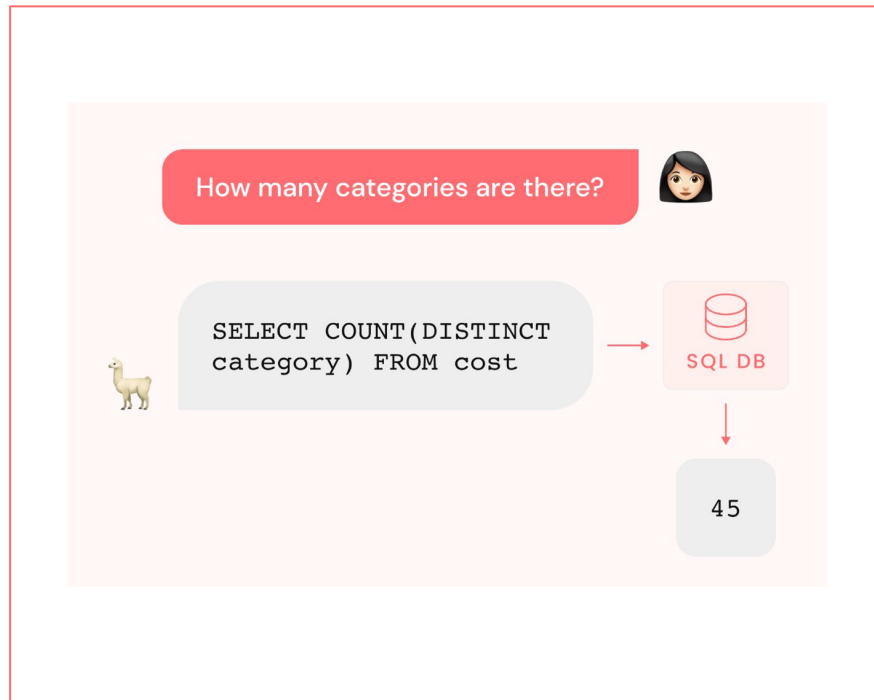 How many categories are there?
SELECT COUNT(DISTINCT
category) FROM cost
SQL DB
45